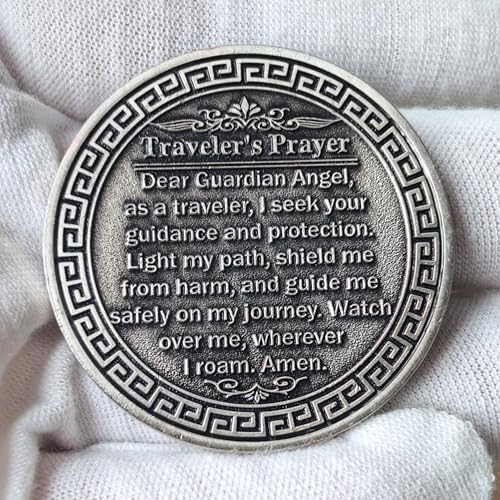 Traveler's Prayer
Dear Guardian Angel,
as a traveler, I seek your
guidance and protection.
Light my path, shield me
from harm, and guide me
safely on my journey. Watch
over me, wherever
I roam. Amen.